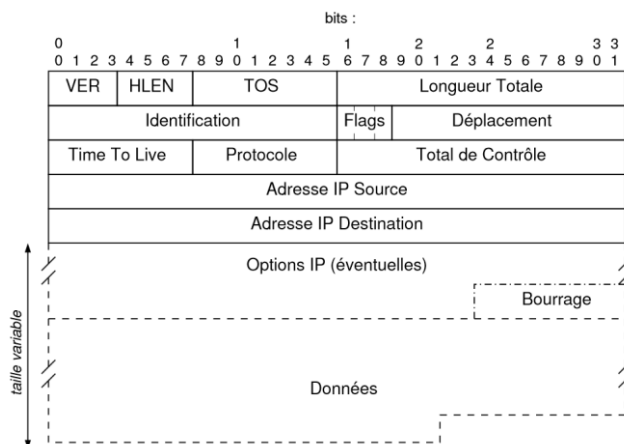 bits :
0 1 1 2 2 3 3
0 1 2 3 4 5 6 7 8 9 0 1 2 3 4 5 6 7 8 9 0 1 2 3 4 5 6 7 8 9 0 1
VER HLEN TOS Longueur Totale
Identification Flags Déplacement
Time To Live Protocole Total de Contrôle
Adresse IP Source
Adresse IP Destination
Options IP (éventuelles)
Bourrage
taille variable
Données